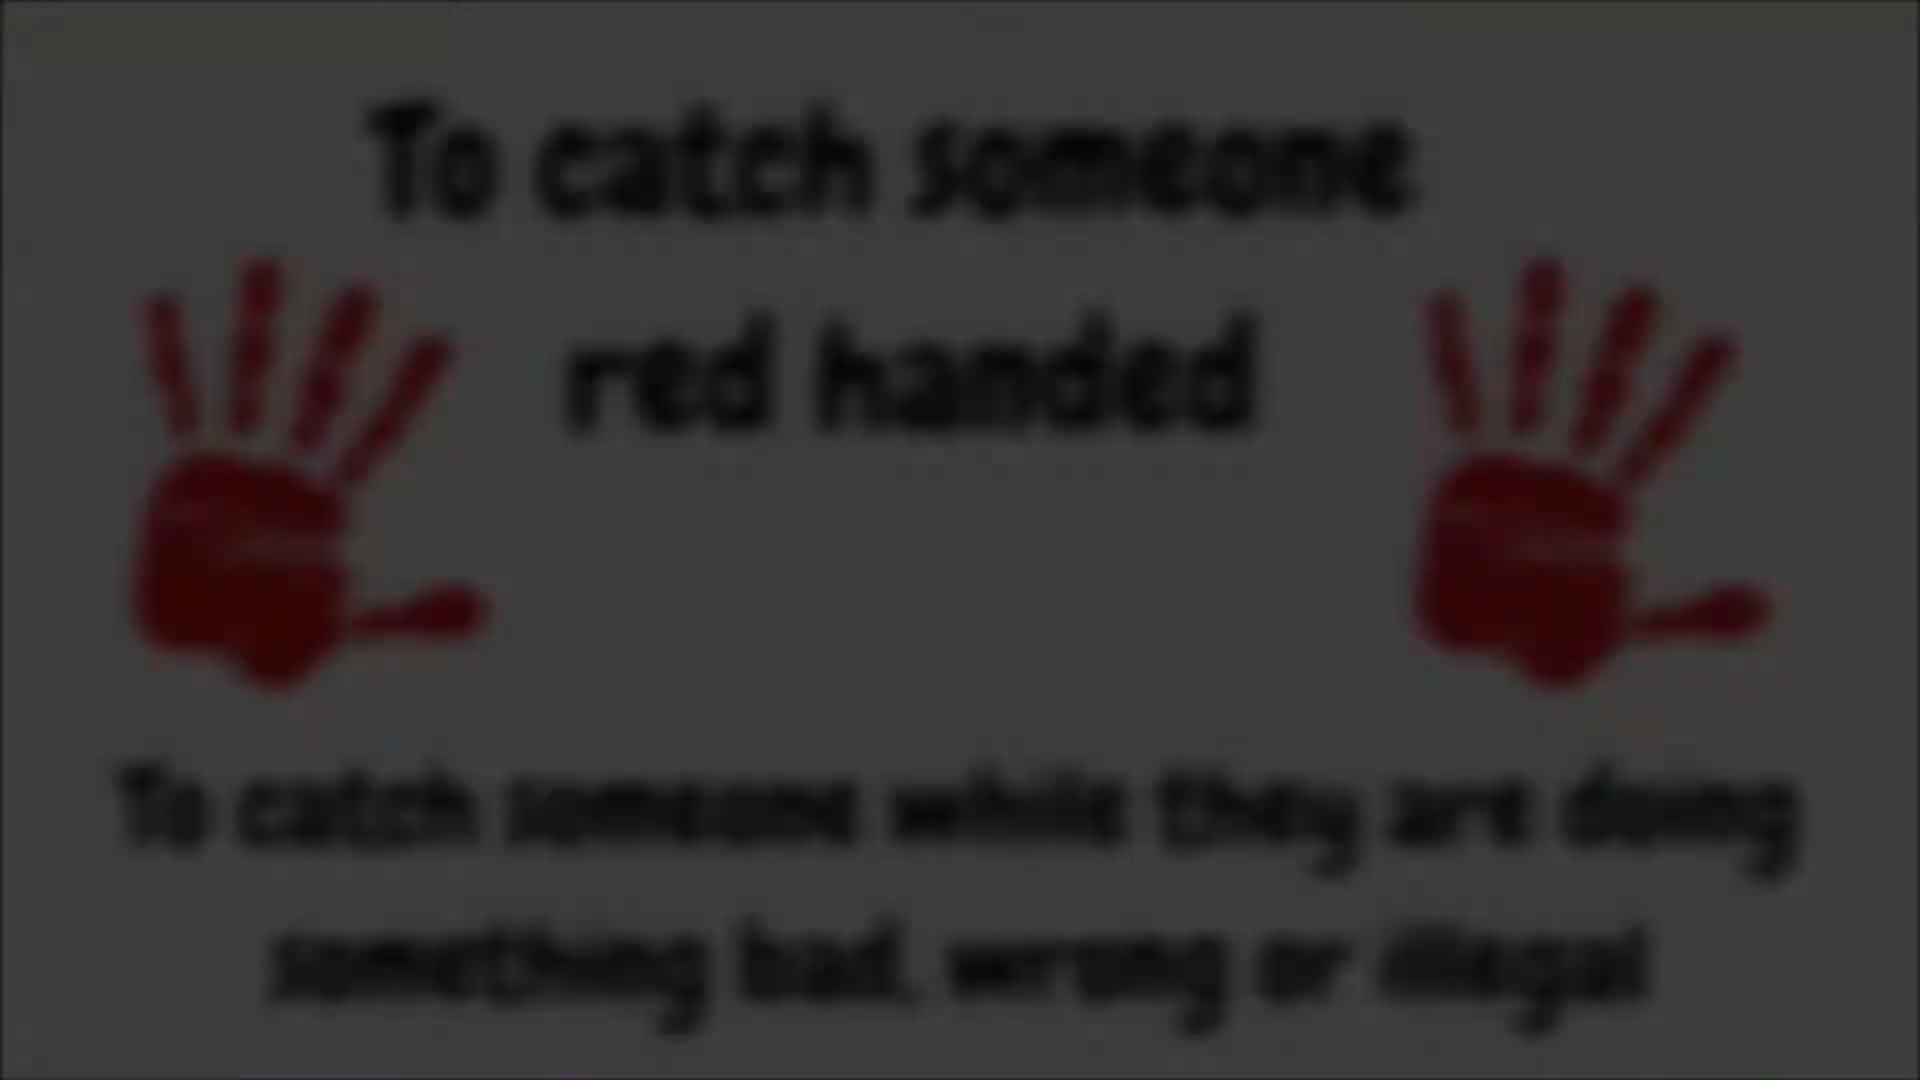 To catch someone
red handed
To catch someone while they are doing
something bad, wrong or illegal